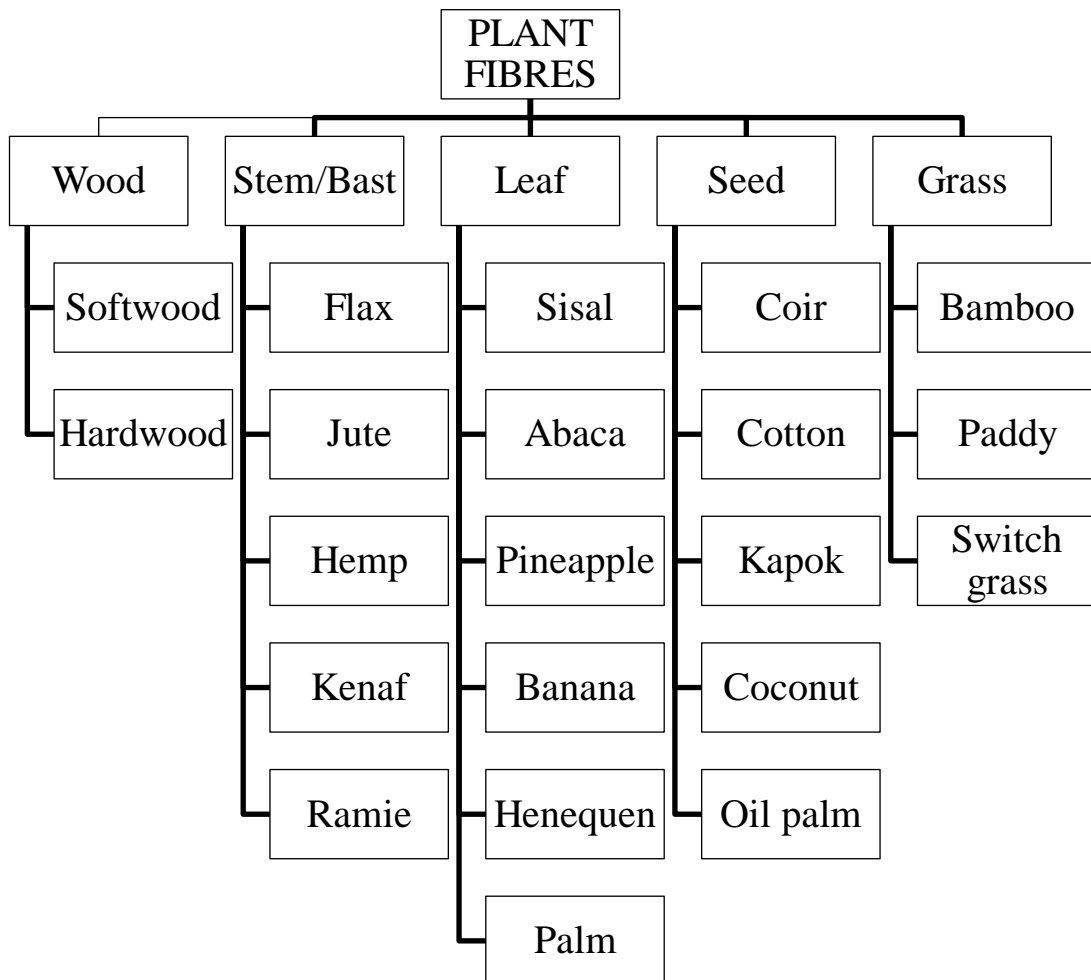 PLANT
FIBRES
Wood
Stem/Bast
Leaf
Seed
Grass
Softwood
Hardwood
Flax
Jute
Hemp
Kenaf
Ramie
Sisal
Abaca
Pineapple
Banana
Henequen
Palm
Coir
Cotton
Kapok
Coconut
Oil palm
Bamboo
Paddy
Switch
grass